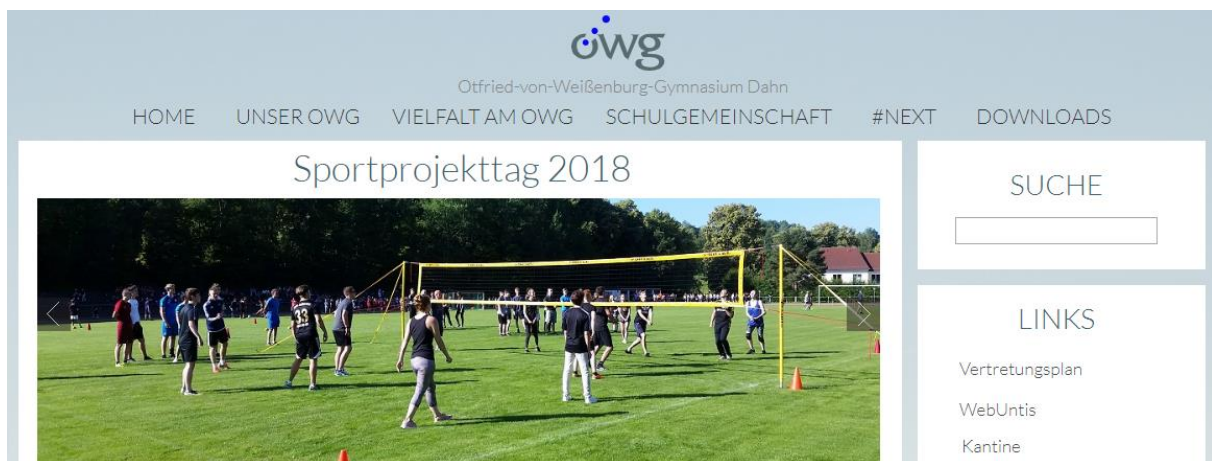 owg
Otfried-von-Weißenburg-Gymnasium Dahn
HOME UNSER OWG VIELFALT AM OWG SCHULGEMEINSCHAFT #NEXT DOWNLOADS
Sportprojekttag 2018
33
SUCHE
LINKS
Vertretungsplan
WebUntis
Kantine